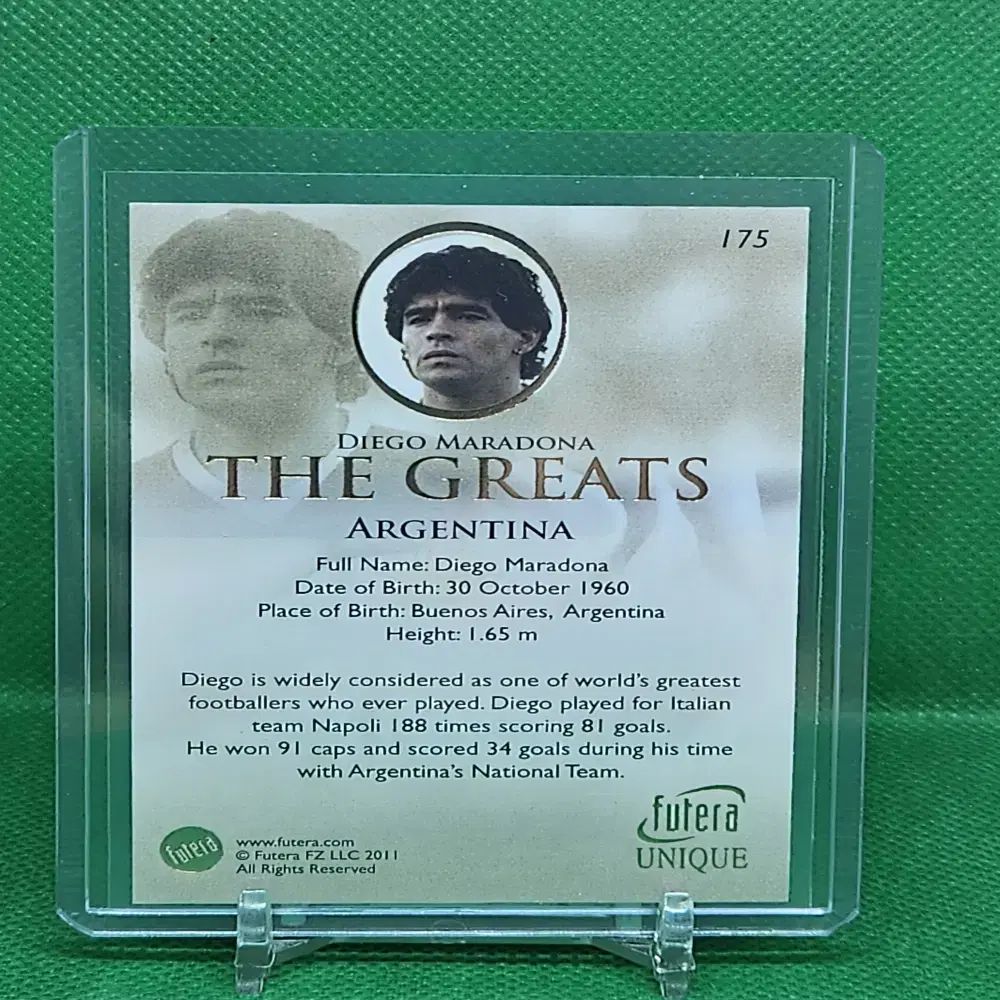 175
DIEGO MARADONA
THE GREATS
ARGENTINA
Full Name: Diego Maradona
Date of Birth: 30 October 1960
Place of Birth: Buenos Aires, Argentina
Height: 1.65 m
Diego is widely considered as one of world's greatest
footballers who ever played. Diego played for Italian
team Napoli 188 times scoring 81 goals.
He won 91 caps and scored 34 goals during his time
with Argentina's National Team.
futera
www.futera.com
© Futera FZ LLC 2011
All Rights Reserved
futera
UNIQUE